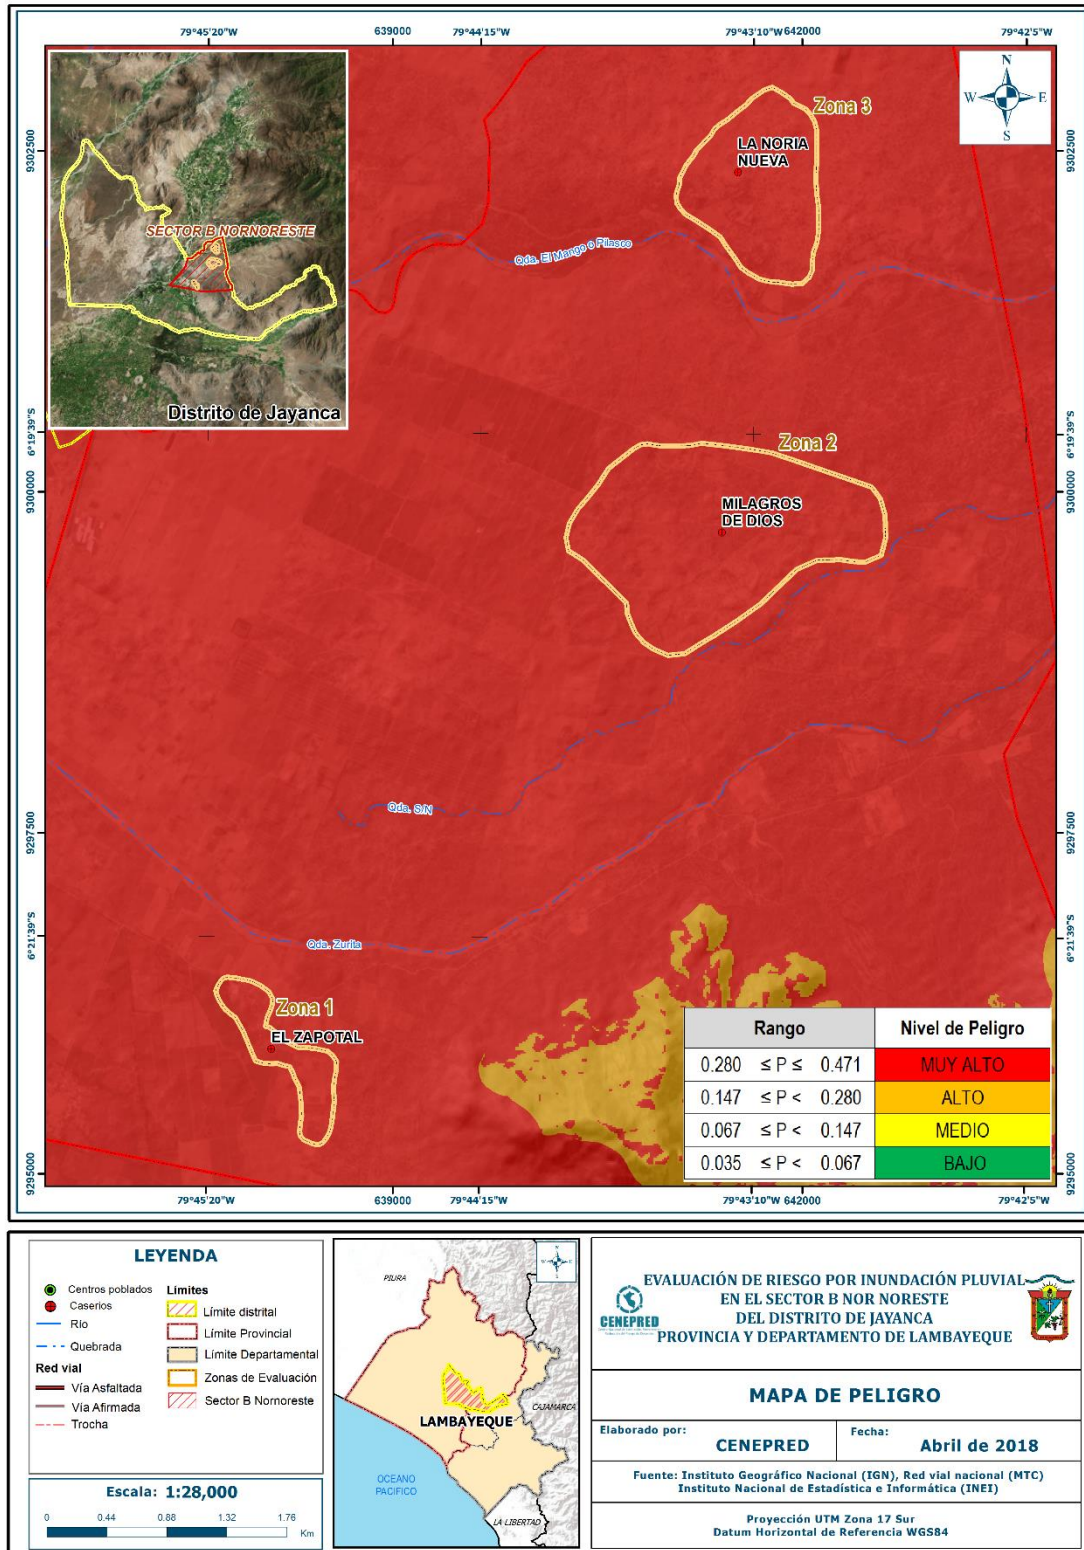 79°45'20"W
639000
79°44'15"W
79°43'10"W
642000
79°42'5"W
9302500
6°19'39"S
9300000
9297500
6°21'39"S
9295000
9302500
6°19'39"S
9300000
9297500
6°21'39"S
9295000
SECTOR B NORNORESTE
Distrito de Jayanca
N
W
E
S
Zona 3
LA NORIA
NUEVA
Qda. El Mango o Pilasco
Zona 2
MILAGROS
DE DIOS
Qda. S/N
Qda. Zurita
Zona 1
EL ZAPOTAL
Rango
Nivel de Peligro
0.280 ≤ P ≤ 0.471
MUY ALTO
0.147 ≤ P < 0.280
ALTO
0.067 ≤ P < 0.147
MEDIO
0.035 ≤ P < 0.067
BAJO
79°45'20"W
639000
79°44'15"W
79°43'10"W
642000
79°42'5"W
LEYENDA
Centros poblados
Caserios
Río
Quebrada
Red vial
Vía Asfaltada
Vía Afirmada
Trocha
Límites
Límite distrital
Límite Provincial
Límite Departamental
Zonas de Evaluación
Sector B Nornoreste
Escala: 1:28,000
0
0.44
0.88
1.32
1.76
Km
PIURA
CAJAMARCA
LAMBAYEQUE
OCEANO
PACIFICO
LA LIBERTAD
CENEPRED
EVALUACIÓN DE RIESGO POR INUNDACIÓN PLUVIAL
EN EL SECTOR B NOR NORESTE
DEL DISTRITO DE JAYANCA
PROVINCIA Y DEPARTAMENTO DE LAMBAYEQUE
MAPA DE PELIGRO
Elaborado por:
CENEPRED
Fecha:
Abril de 2018
Fuente: Instituto Geográfico Nacional (IGN), Red vial nacional (MTC)
Instituto Nacional de Estadística e Informática (INEI)
Proyección UTM Zona 17 Sur
Datum Horizontal de Referencia WGS84